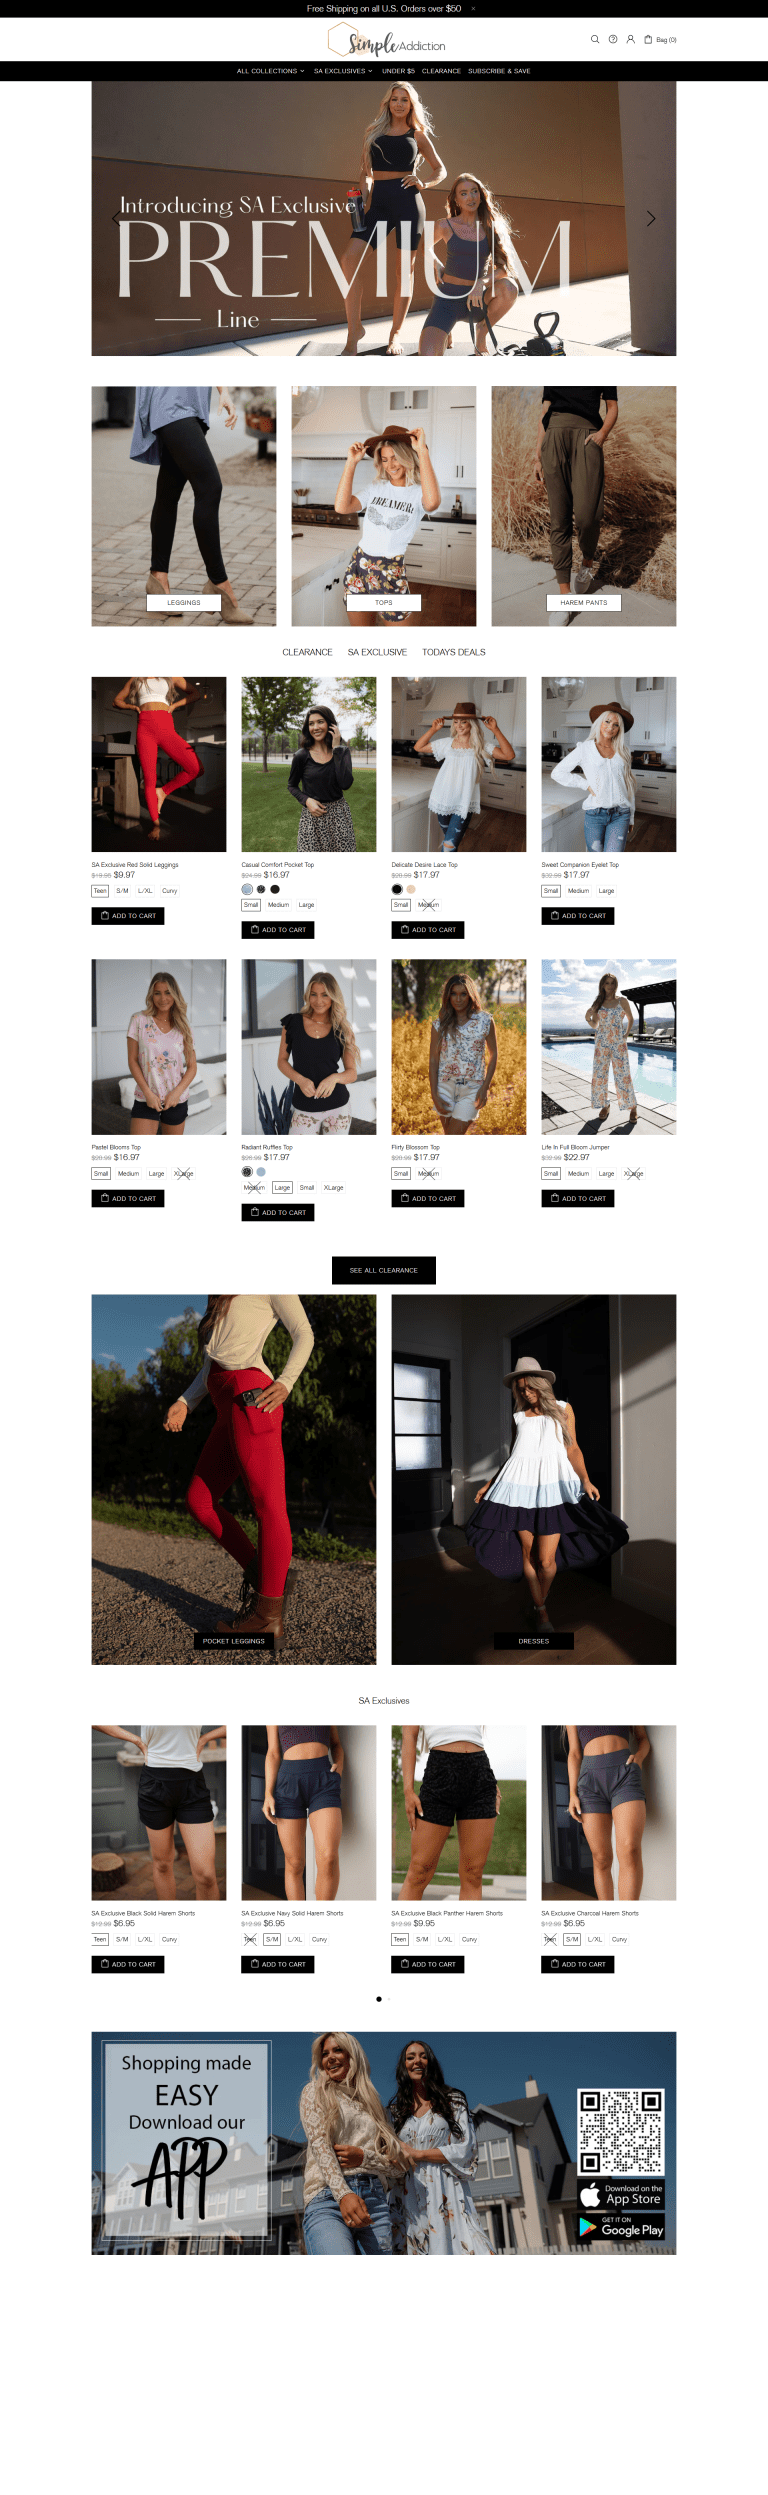 Free Shipping on all U.S. Orders over $50 ×
Simple Addiction
Bag (0)
ALL COLLECTIONS SA EXCLUSIVES UNDER $5 CLEARANCE SUBSCRIBE & SAVE
Introducing SA Exclusive
PREMIUM
Line
DREAMER
LEGGINGS TOPS HAREM PANTS
CLEARANCE SA EXCLUSIVE TODAYS DEALS
SA Exclusive Red Solid Leggings
$19.95 $9.97
Teen S/M L/XL Curvy
ADD TO CART
Casual Comfort Pocket Top
$24.99 $16.97
Small Medium Large
ADD TO CART
Delicate Desire Lace Top
$28.99 $17.97
Small Medium
ADD TO CART
Sweet Companion Eyelet Top
$32.99 $17.97
Small Medium Large
ADD TO CART
Pastel Blooms Top
$28.99 $16.97
Small Medium Large XLarge
ADD TO CART
Radiant Ruffles Top
$26.99 $17.97
Medium Large Small XLarge
ADD TO CART
Flirty Blossom Top
$28.99 $17.97
Small Medium
ADD TO CART
Life In Full Bloom Jumper
$32.99 $22.97
Small Medium Large XLarge
ADD TO CART
SEE ALL CLEARANCE
POCKET LEGGINGS DRESSES
SA Exclusives
SA Exclusive Black Solid Harem Shorts
$12.99 $6.95
Teen S/M L/XL Curvy
ADD TO CART
SA Exclusive Navy Solid Harem Shorts
$12.99 $6.95
Teen S/M L/XL Curvy
ADD TO CART
SA Exclusive Black Panther Harem Shorts
$12.99 $9.95
Teen S/M L/XL Curvy
ADD TO CART
SA Exclusive Charcoal Harem Shorts
$12.99 $6.95
Teen S/M L/XL Curvy
ADD TO CART
Shopping made
EASY
Download our
APP
Download on the
App Store
GET IT ON
Google Play